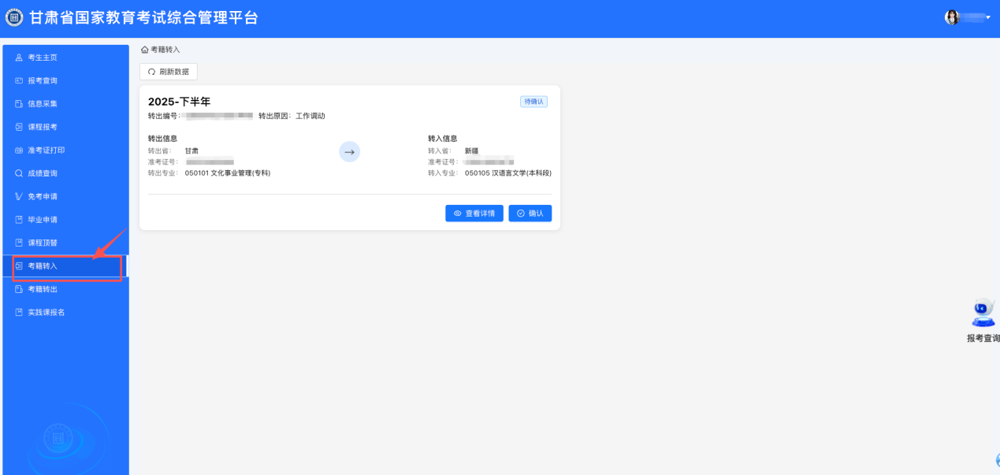 甘肃省国家教育考试综合管理平台
考生主页
报考查询
信息采集
课程报考
准考证打印
成绩查询
免考申请
毕业申请
课程顶替
考籍转入
考籍转出
实践课报名
考籍转入
刷新数据
2025-下半年
待确认
转出编号: 转出原因: 工作调动
转出信息
转出省: 甘肃
准考证号:
转出专业: 050101 文化事业管理(专科)
转入信息
转入省: 新疆
准考证号:
转入专业: 050105 汉语言文学(本科段)
查看详情
确认
报考查询